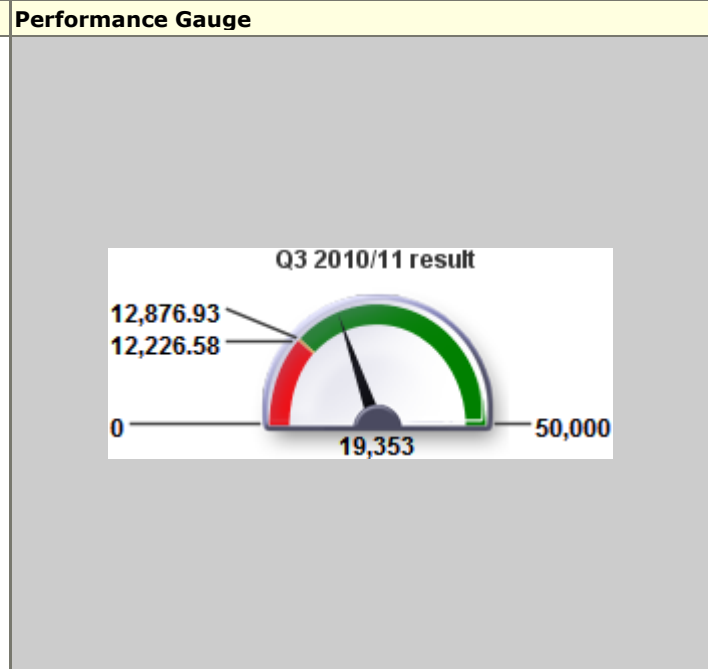 Performance Gauge
Q3 2010/11 result
12,876.93
12,226.58
0
50,000
19,353